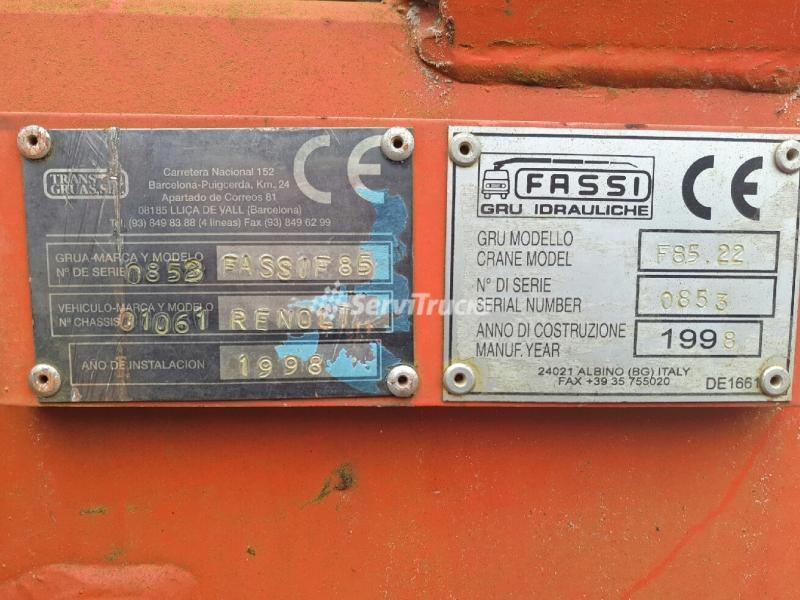 TRANS
GRUAS, S.L.
Carretera Nacional 152
Barcelona-Puigcerda, Km. 24
Apartado de Correos 81
08185 LLIÇA DE VALL (Barcelona)
Tel. (93) 849 83 88 (4 lineas) Fax (93) 849 62 99
CE
GRUA-MARCA Y MODELO
Nº DE SERIE 0853 FASSI F85
VEHICULO-MARCA Y MODELO
Nº CHASSIS 01061 RENOLT
AÑO DE INSTALACION 1998
FASSI
GRU IDRAULICHE
CE
GRU MODELLO
CRANE MODEL F85.22
N° DI SERIE
SERIAL NUMBER 0853
ANNO DI COSTRUZIONE
MANUF. YEAR 1998
24021 ALBINO (BG) ITALY
FAX +39 35 755020 DE1661
ServiTruck